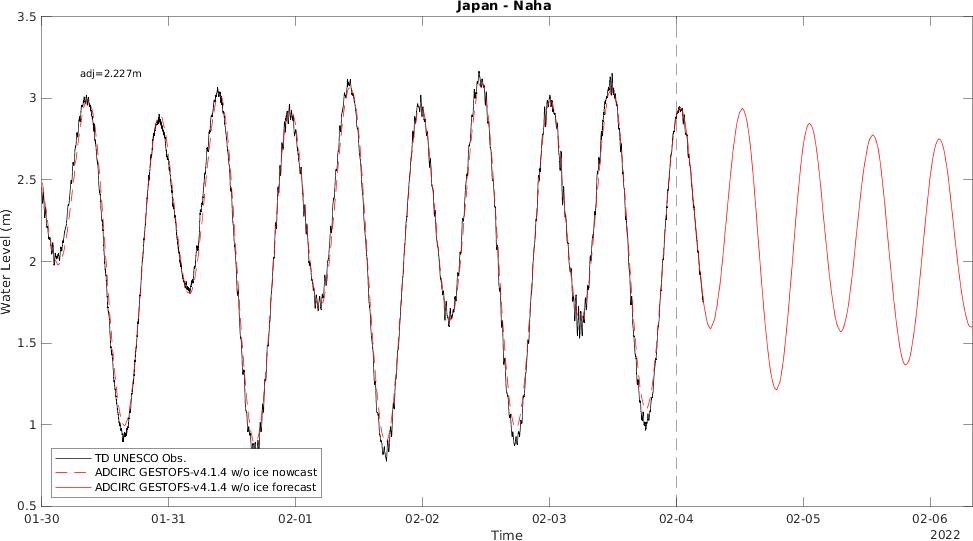 Japan - Naha
3.5
adj=2.227m
3
2.5
2
1.5
1
0.5
Water Level (m)
TD UNESCO Obs.
ADCIRC GESTOFS-v4.1.4 w/o ice nowcast
ADCIRC GESTOFS-v4.1.4 w/o ice forecast
01-30 01-31 02-01 02-02 02-03 02-04 02-05 02-06
Time
2022